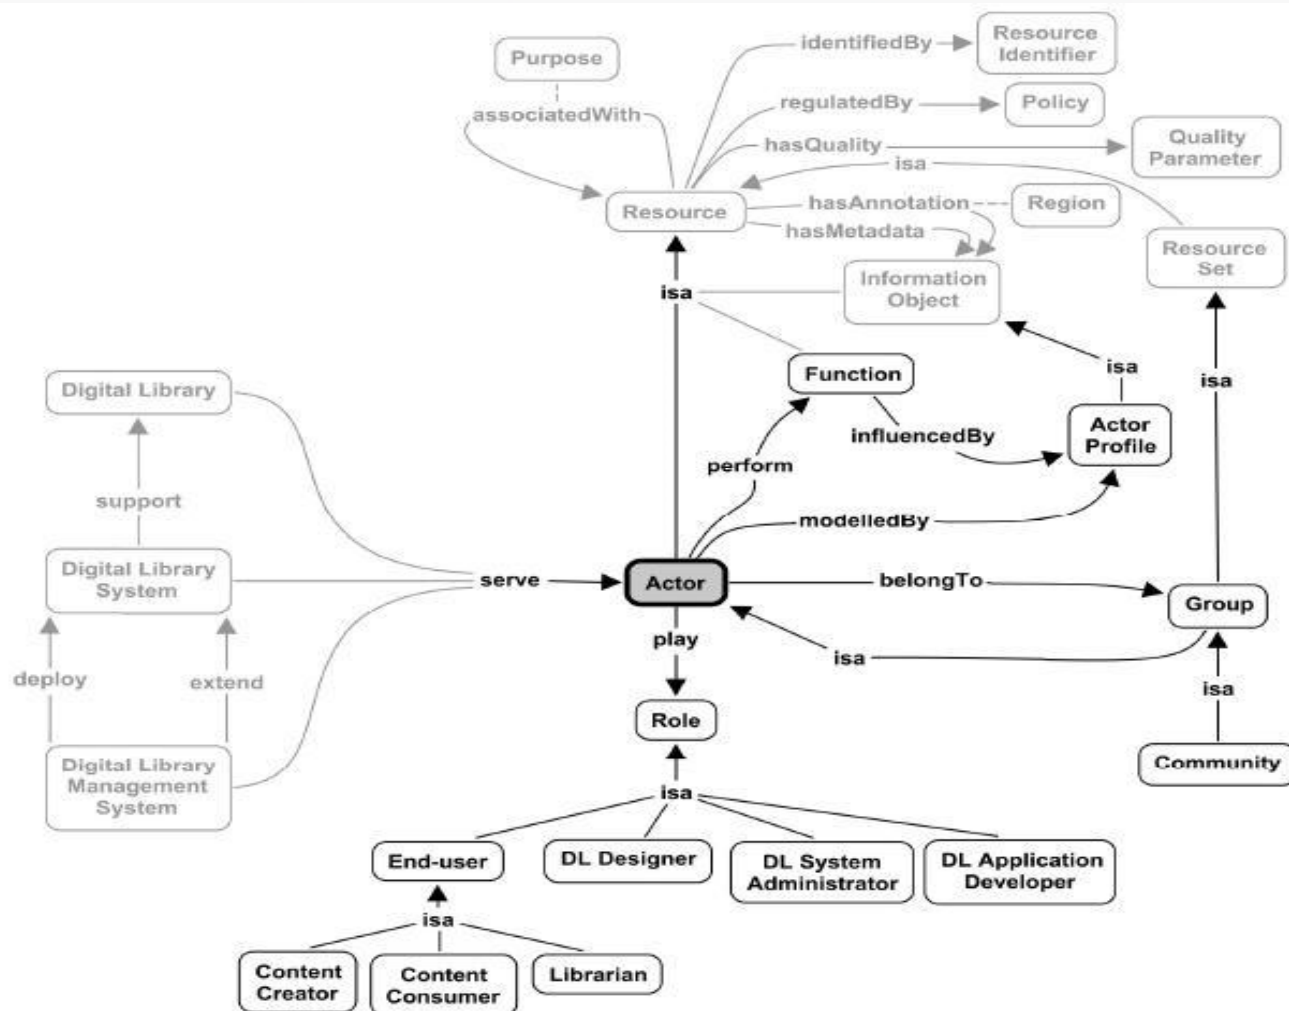 Purpose
associatedWith
identifiedBy
Resource
Identifier
regulatedBy
Policy
hasQuality
Quality
Parameter
isa
Resource
hasAnnotation
Region
hasMetadata
Resource
Set
Information
Object
isa
Function
isa
isa
Digital Library
Actor
Profile
influencedBy
perform
support
modelledBy
Digital Library
System
serve
Actor
belongTo
Group
play
isa
deploy
extend
isa
Role
Digital Library
Management
System
Community
isa
End-user
DL Designer
DL System
Administrator
DL Application
Developer
isa
Content
Creator
Content
Consumer
Librarian